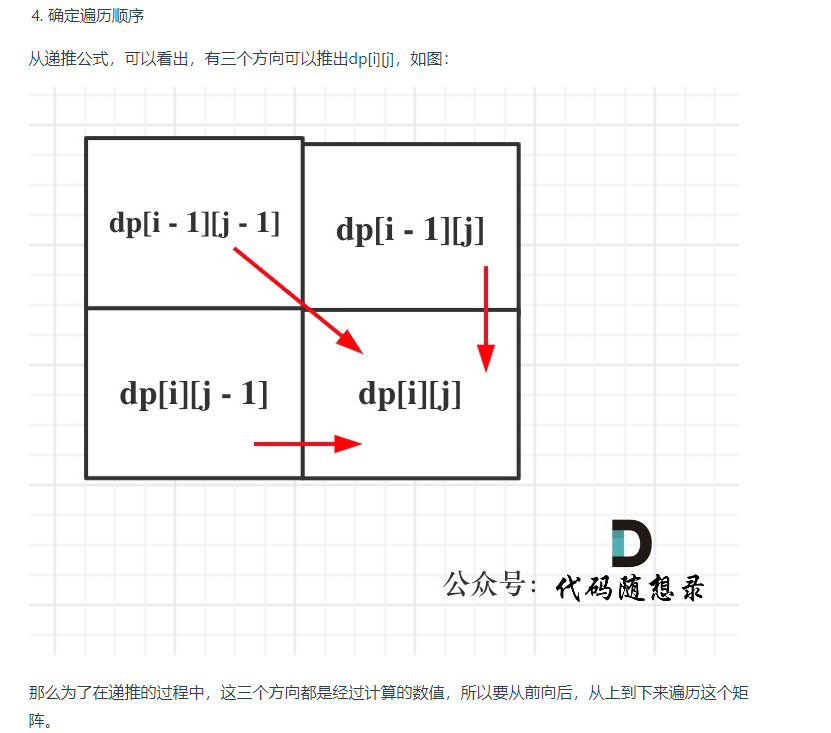 4. 确定遍历顺序
从递推公式，可以看出，有三个方向可以推出dp[i][j]，如图：
dp[i - 1][j - 1]
dp[i - 1][j]
dp[i][j - 1]
dp[i][j]
D
公众号：代码随想录
那么为了在递推的过程中，这三个方向都是经过计算的数值，所以要从前向后，从上到下来遍历这个矩
阵。